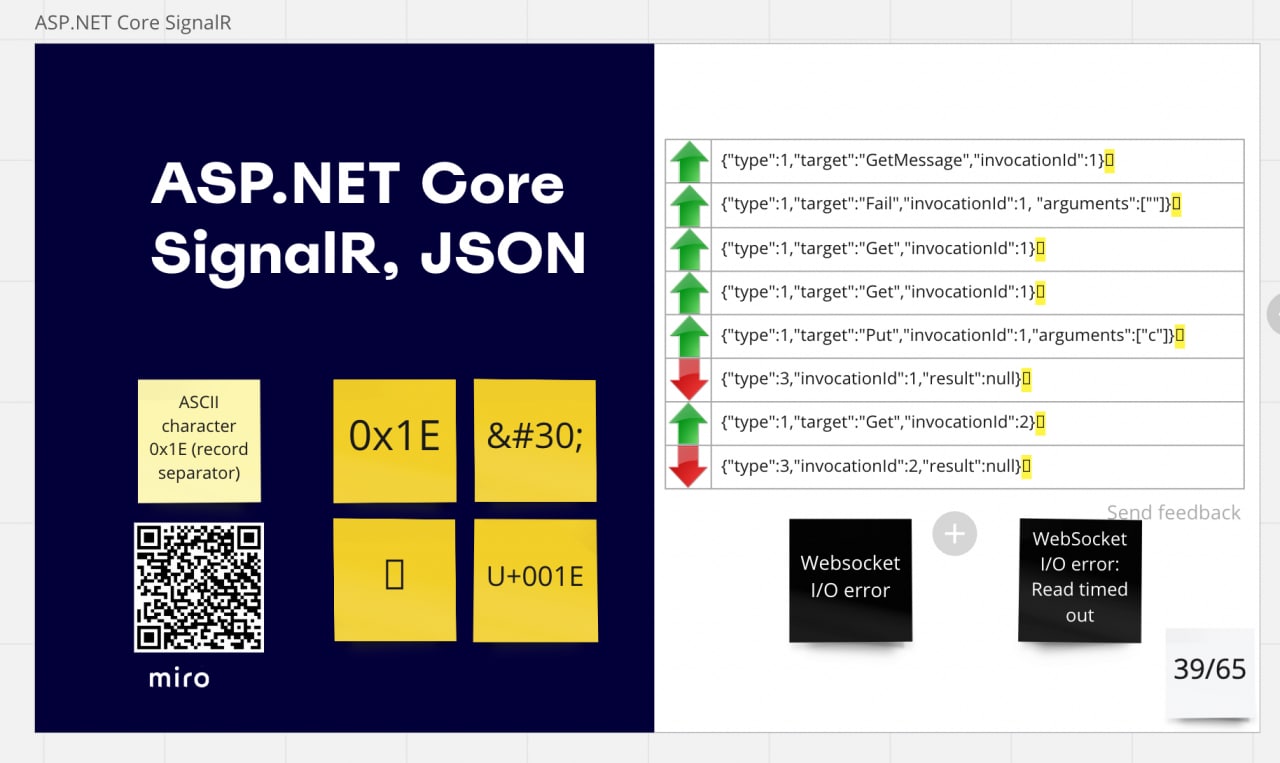 ASP.NET Core SignalR
ASP.NET Core
SignalR, JSON
ASCII
character
0x1E (record
separator)
0x1E
&#30;
▯
U+001E
miro
{"type":1,"target":"GetMessage","invocationId":1}▯
{"type":1,"target":"Fail","invocationId":1, "arguments":[""]}▯
{"type":1,"target":"Get","invocationId":1}▯
{"type":1,"target":"Get","invocationId":1}▯
{"type":1,"target":"Put","invocationId":1,"arguments":["c"]}▯
{"type":3,"invocationId":1,"result":null}▯
{"type":1,"target":"Get","invocationId":2}▯
{"type":3,"invocationId":2,"result":null}▯
Send feedback
Websocket
I/O error
WebSocket
I/O error:
Read timed
out
39/65